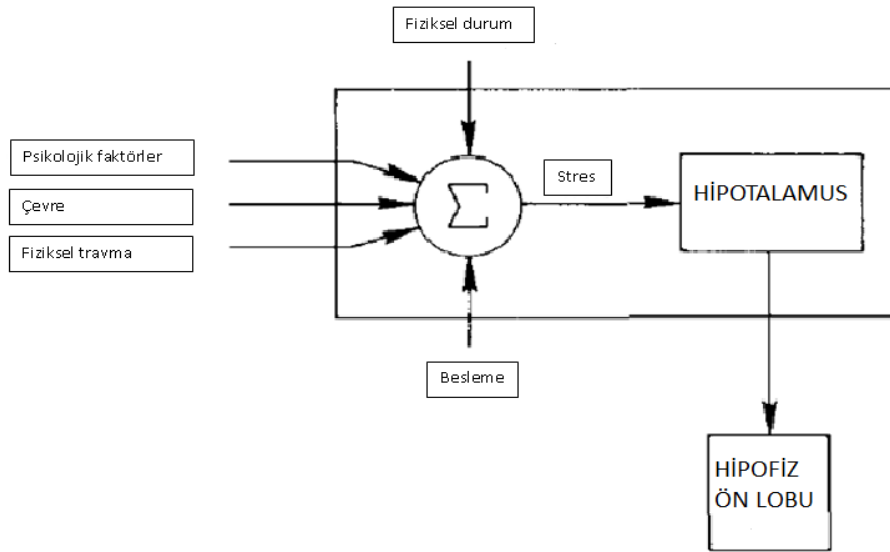 Fiziksel durum
Psikolojik faktörler
Çevre
Fiziksel travma
Σ
Stres
HİPOTALAMUS
Besleme
HİPOFİZ
ÖN LOBU